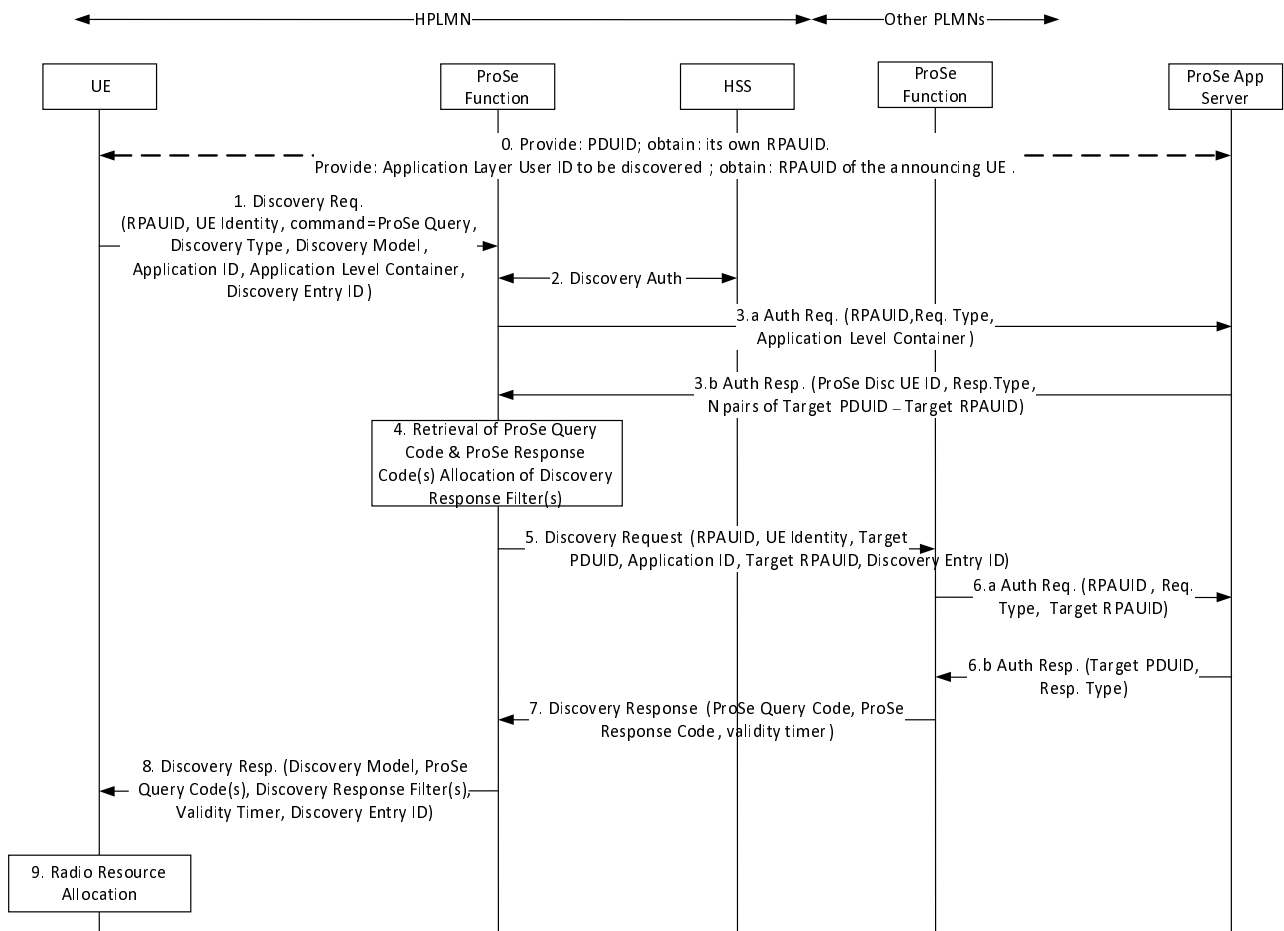 HPLMN
Other PLMNs
UE
ProSe
Function
HSS
ProSe
Function
ProSe App
Server
0. Provide: PDUID; obtain: its own RPAUID.
Provide: Application Layer User ID to be discovered ; obtain: RPAUID of the announcing UE .
1. Discovery Req.
(RPAUID, UE Identity, command=ProSe Query,
Discovery Type, Discovery Model,
Application ID, Application Level Container,
Discovery Entry ID)
2. Discovery Auth
3.a Auth Req. (RPAUID,Req. Type,
Application Level Container)
3.b Auth Resp. (ProSe Disc UE ID, Resp.Type,
N pairs of Target PDUID – Target RPAUID)
4. Retrieval of ProSe Query
Code & ProSe Response
Code(s) Allocation of Discovery
Response Filter(s)
5. Discovery Request (RPAUID, UE Identity, Target
PDUID, Application ID, Target RPAUID, Discovery Entry ID)
6.a Auth Req. (RPAUID , Req.
Type, Target RPAUID)
6.b Auth Resp. (Target PDUID,
Resp. Type)
7. Discovery Response (ProSe Query Code, ProSe
Response Code, validity timer)
8. Discovery Resp. (Discovery Model, ProSe
Query Code(s), Discovery Response Filter(s),
Validity Timer, Discovery Entry ID)
9. Radio Resource
Allocation